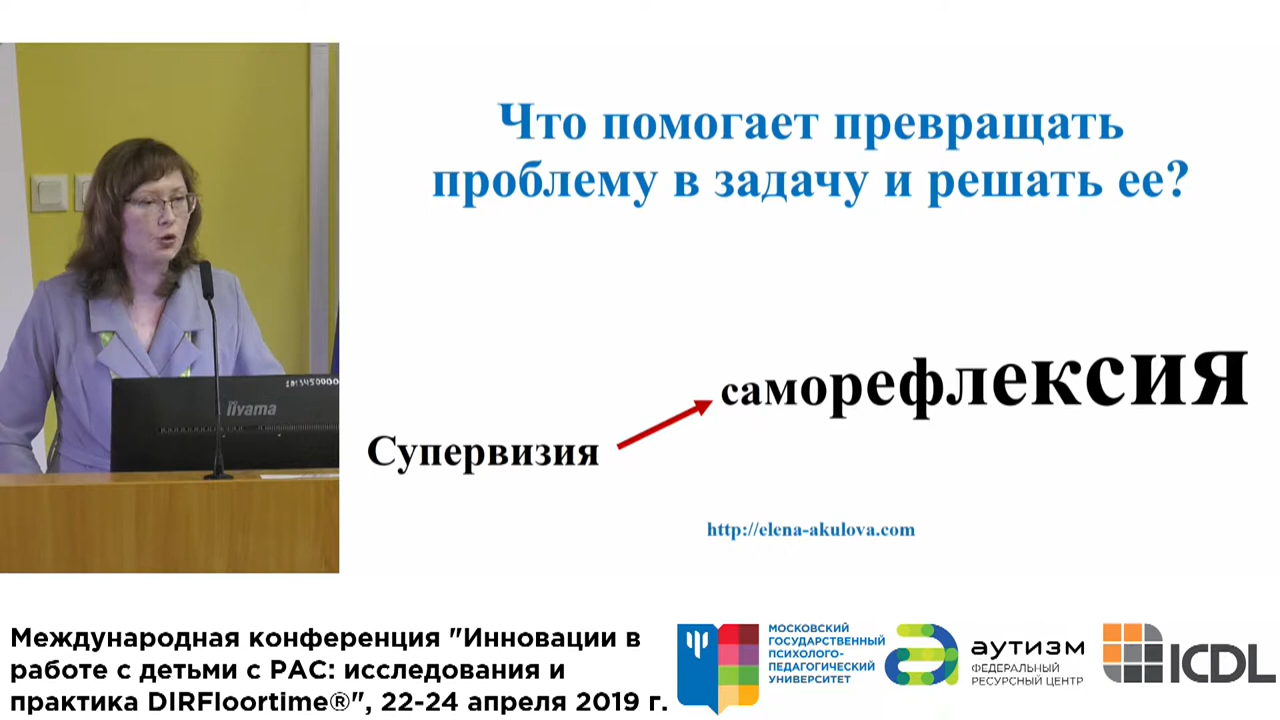 Что помогает превращать
проблему в задачу и решать ее?
саморефлексия
Супервизия
http://elena-akulova.com
iiyama
Международная конференция "Инновации в
работе с детьми с РАС: исследования и
практика DIRFloortime®", 22-24 апреля 2019 г.
МОСКОВСКИЙ
ГОСУДАРСТВЕННЫЙ
ПСИХОЛОГО-
ПЕДАГОГИЧЕСКИЙ
УНИВЕРСИТЕТ
аутизм
ФЕДЕРАЛЬНЫЙ
РЕСУРСНЫЙ ЦЕНТР
ICDL